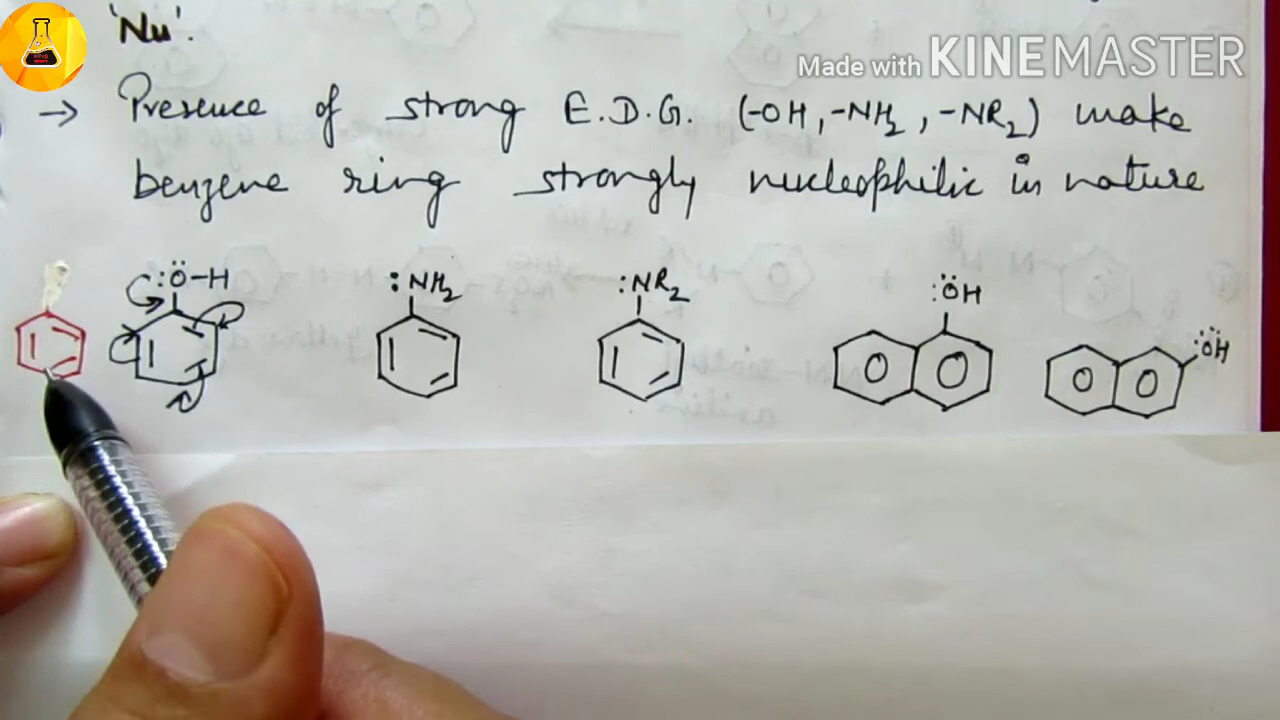 'Nu'.
Made with KINEMASTER
→ Presence of strong E.D.G. (-OH, -NH₂, -NR₂) make
benzene ring strongly nucleophilic in nature
:Ö-H :NH₂ :NR₂ :ÖH :ÖH